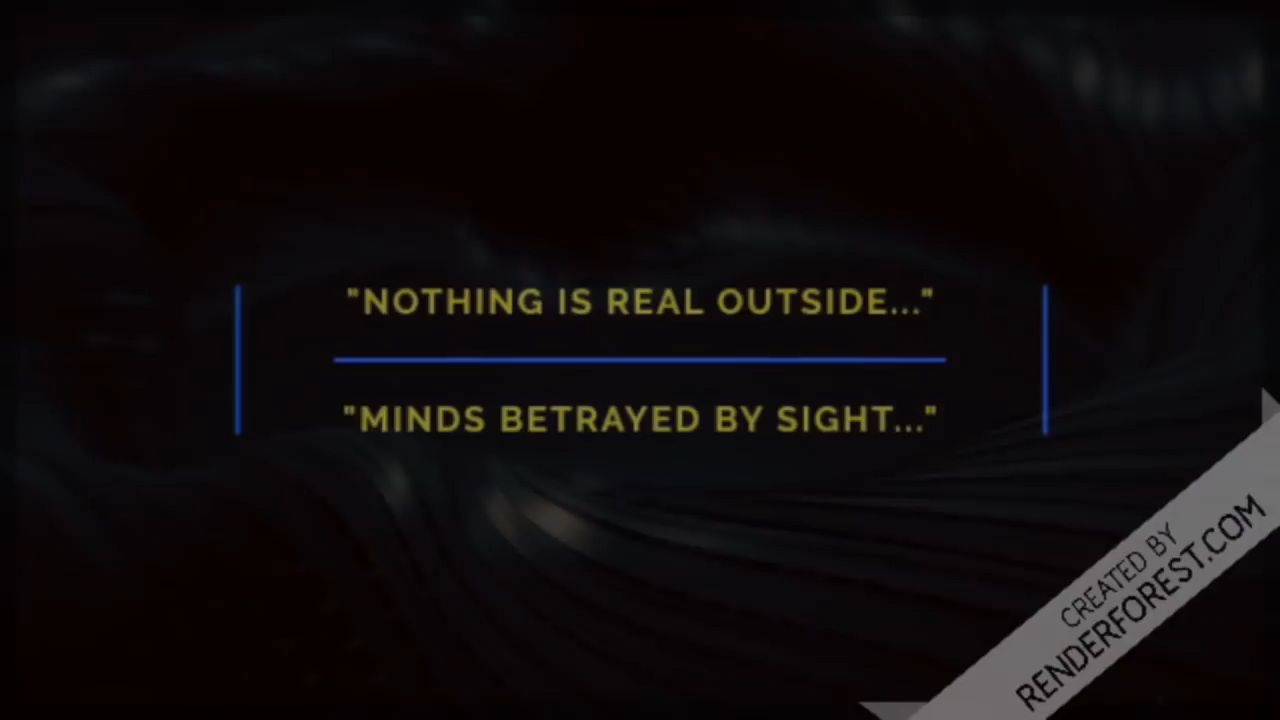 "NOTHING IS REAL OUTSIDE..."
"MINDS BETRAYED BY SIGHT..."
CREATED BY
RENDERFOREST.COM